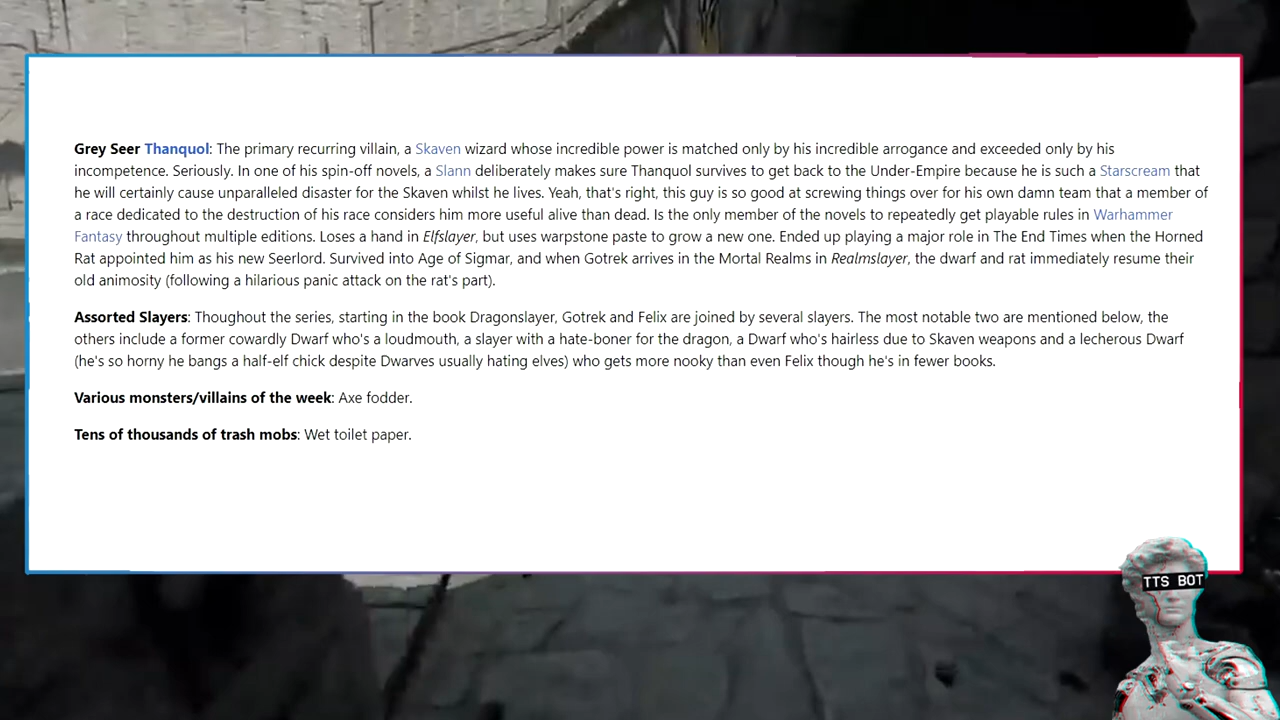 Grey Seer Thanquol: The primary recurring villain, a Skaven wizard whose incredible power is matched only by his incredible arrogance and exceeded only by his
incompetence. Seriously. In one of his spin-off novels, a Slann deliberately makes sure Thanquol survives to get back to the Under-Empire because he is such a Starscream that
he will certainly cause unparalleled disaster for the Skaven whilst he lives. Yeah, that's right, this guy is so good at screwing things over for his own damn team that a member of
a race dedicated to the destruction of his race considers him more useful alive than dead. Is the only member of the novels to repeatedly get playable rules in Warhammer
Fantasy throughout multiple editions. Loses a hand in Elfslayer, but uses warpstone paste to grow a new one. Ended up playing a major role in The End Times when the Horned
Rat appointed him as his new Seerlord. Survived into Age of Sigmar, and when Gotrek arrives in the Mortal Realms in Realmslayer, the dwarf and rat immediately resume their
old animosity (following a hilarious panic attack on the rat's part).
Assorted Slayers: Thoughout the series, starting in the book Dragonslayer, Gotrek and Felix are joined by several slayers. The most notable two are mentioned below, the
others include a former cowardly Dwarf who's a loudmouth, a slayer with a hate-boner for the dragon, a Dwarf who's hairless due to Skaven weapons and a lecherous Dwarf
(he's so horny he bangs a half-elf chick despite Dwarves usually hating elves) who gets more nooky than even Felix though he's in fewer books.
Various monsters/villains of the week: Axe fodder.
Tens of thousands of trash mobs: Wet toilet paper.
TTS BOT